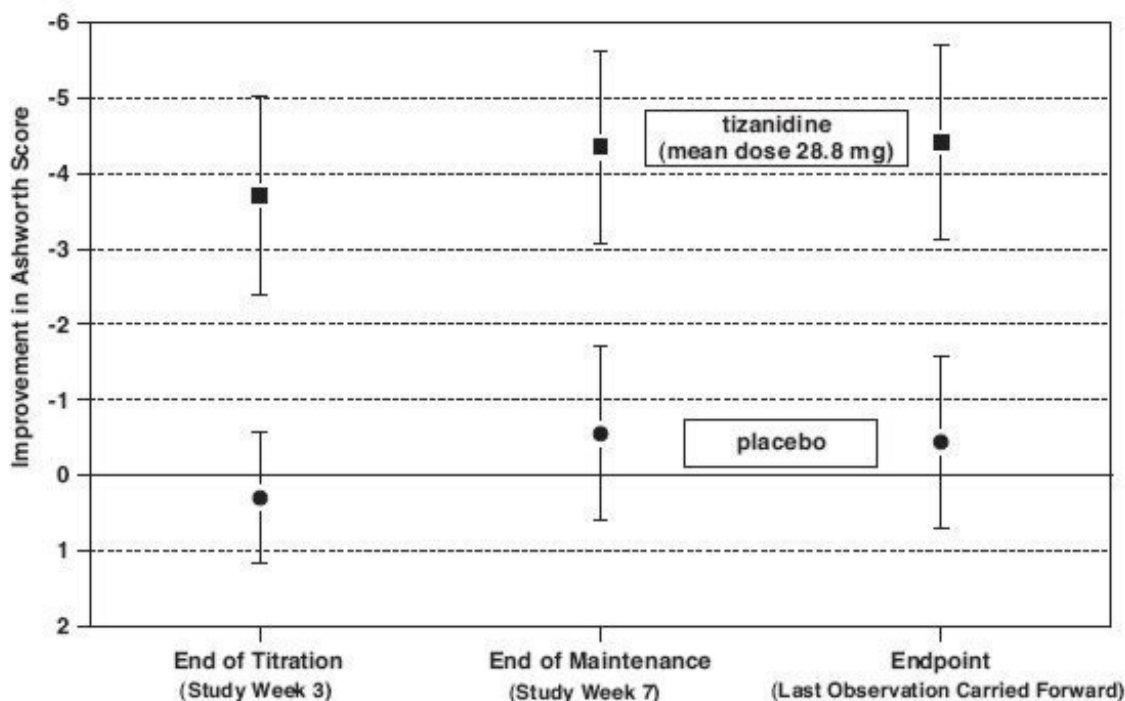 Improvement in Ashworth Score
-6
-5
-4
-3
-2
-1
0
1
2
tizanidine
(mean dose 28.8 mg)
placebo
End of Titration
(Study Week 3)
End of Maintenance
(Study Week 7)
Endpoint
(Last Observation Carried Forward)